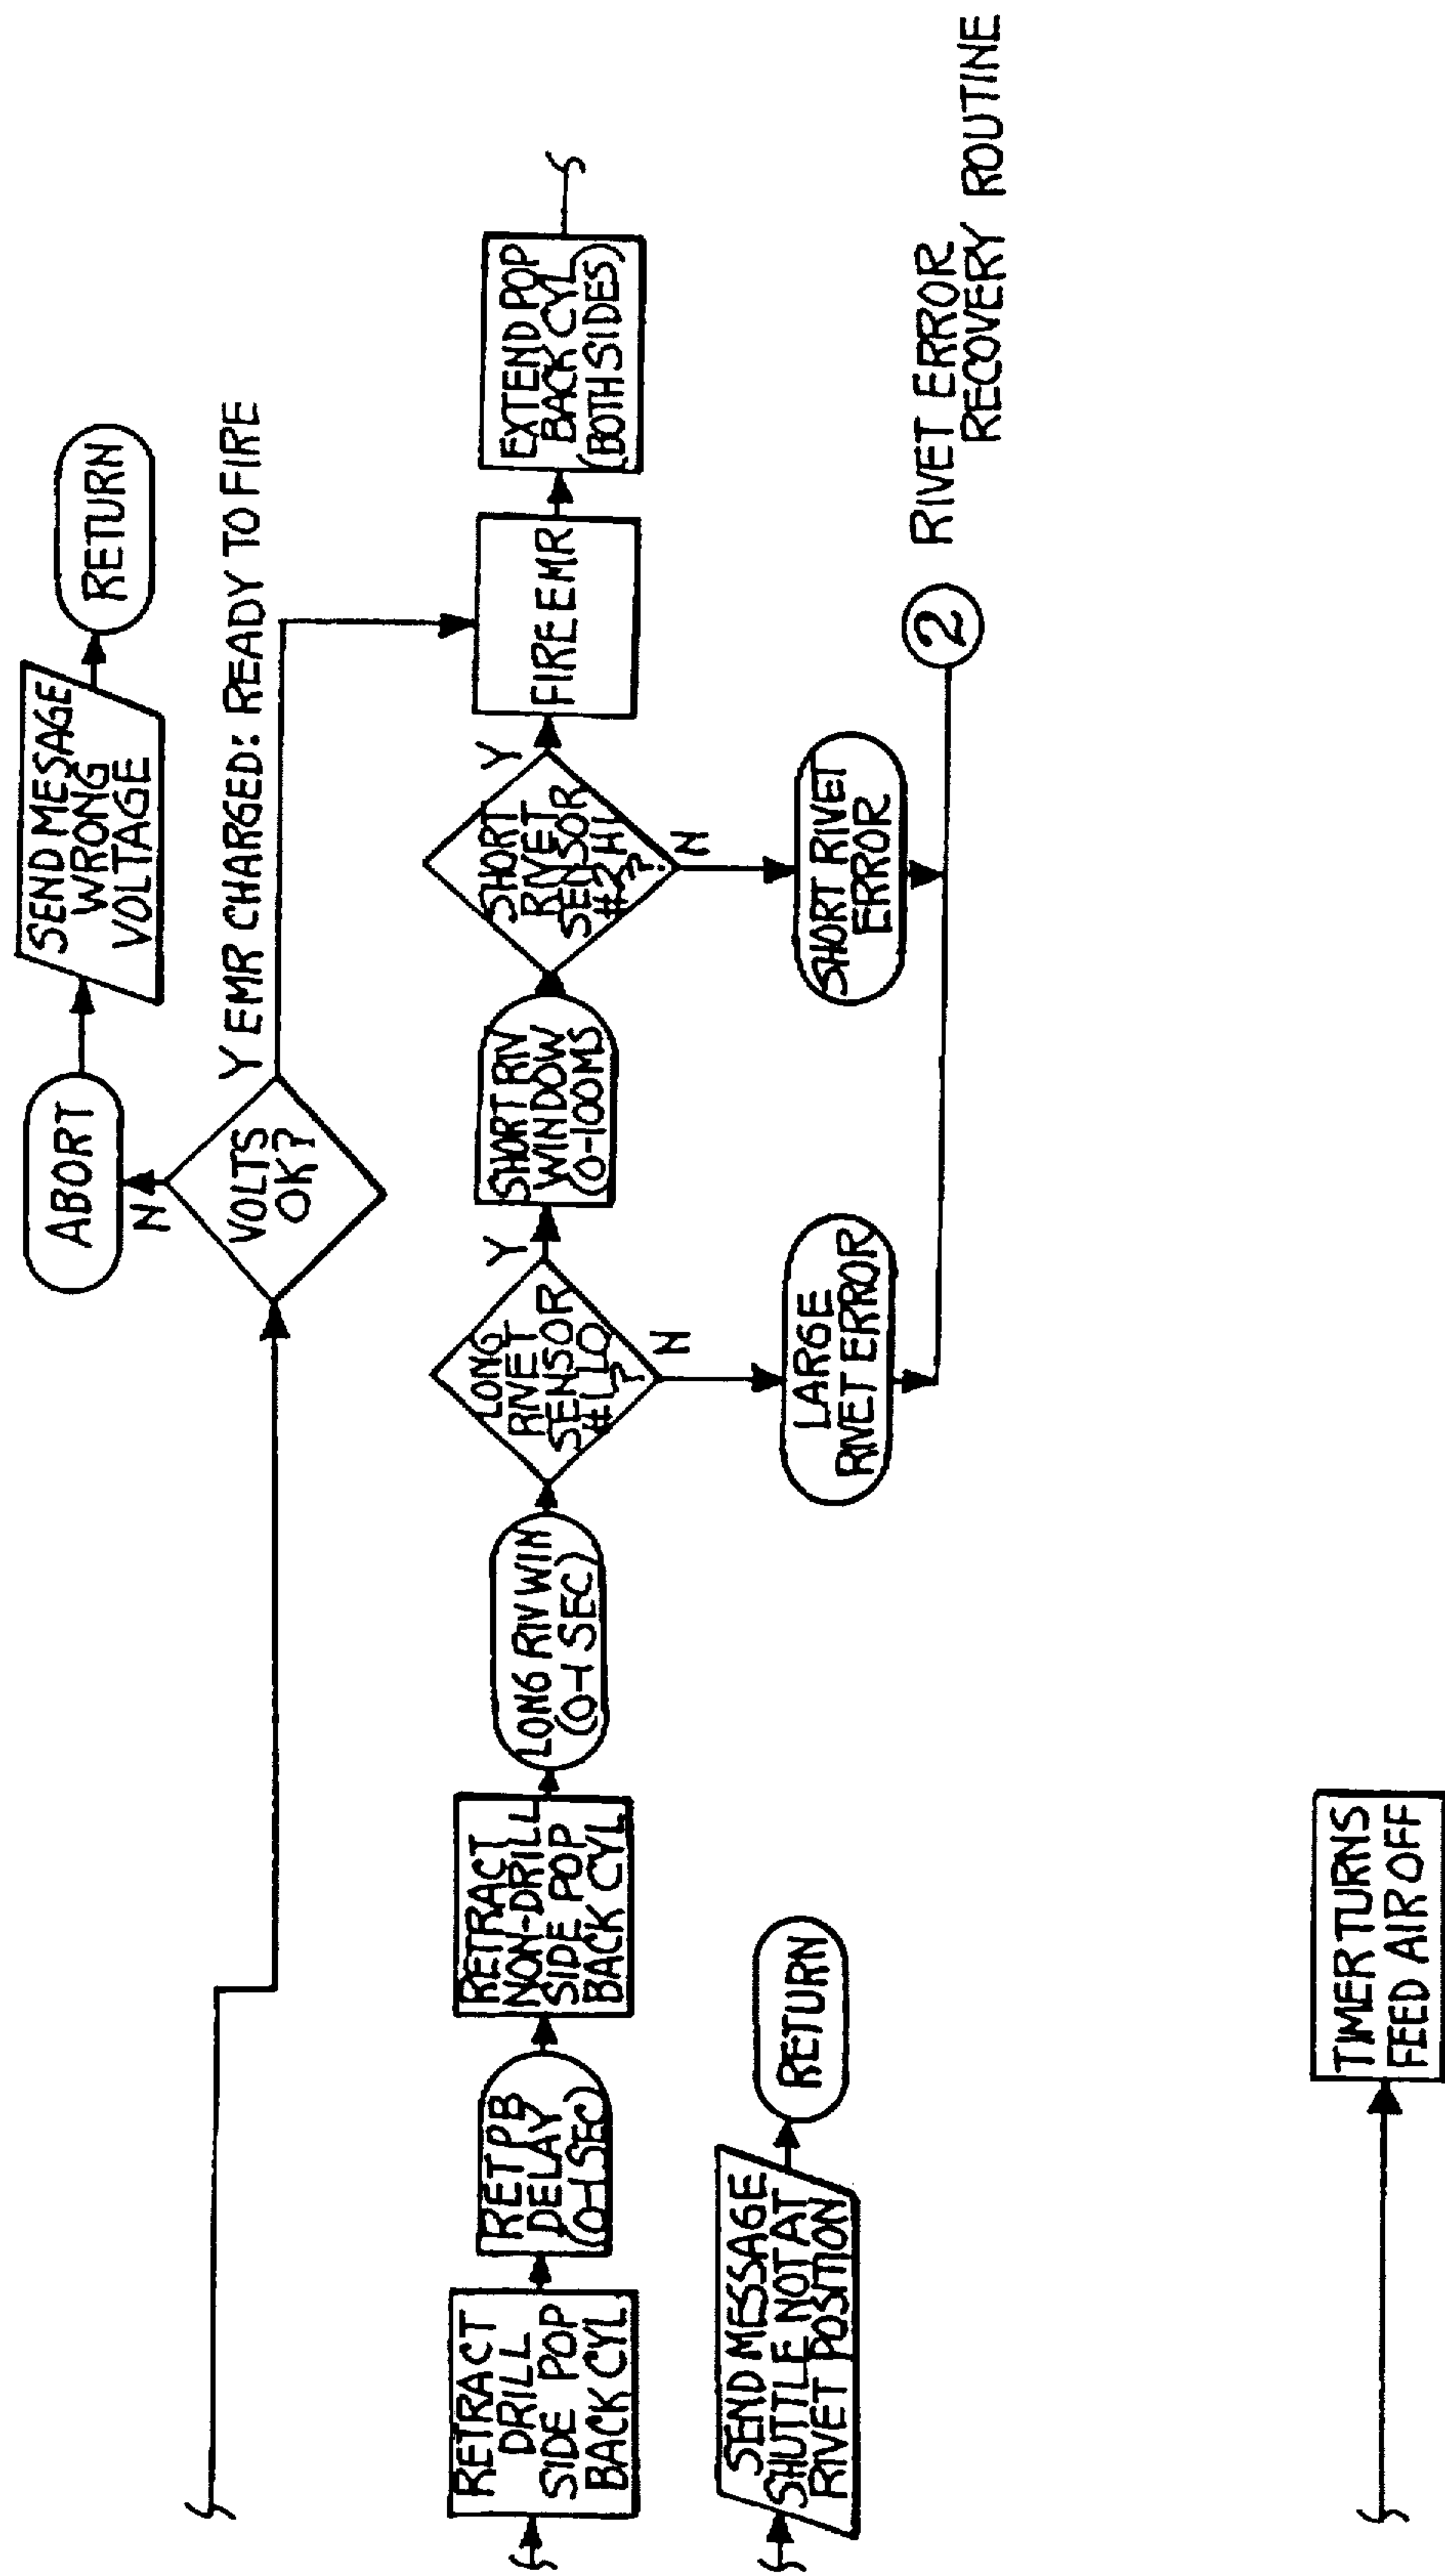 ABORT
SEND MESSAGE
WRONG
VOLTAGE
RETURN
N
VOLTS
OK?
Y EMR CHARGED: READY TO FIRE
RETRACT
DRILL
SIDE POP
BACK CYL
RET PB
DELAY
(0-1 SEC)
RETRACT
NON-DRILL
SIDE POP
BACK CYL
LONG RIV WIN
(0-1 SEC)
LONG
RIVET
SENSOR
#1 LO
?
Y
N
SHORT RIV
WINDOW
(0-100MS
SHORT
RIVET
SENSOR
#2 HI
?
Y
N
FIRE EMR
EXTEND POP
BACK CYL
(BOTH SIDES)
SEND MESSAGE
SHUTTLE NOT AT
RIVET POSITION
RETURN
LARGE
RIVET ERROR
SHORT RIVET
ERROR
2
RIVET ERROR
RECOVERY ROUTINE
TIMER TURNS
FEED AIR OFF